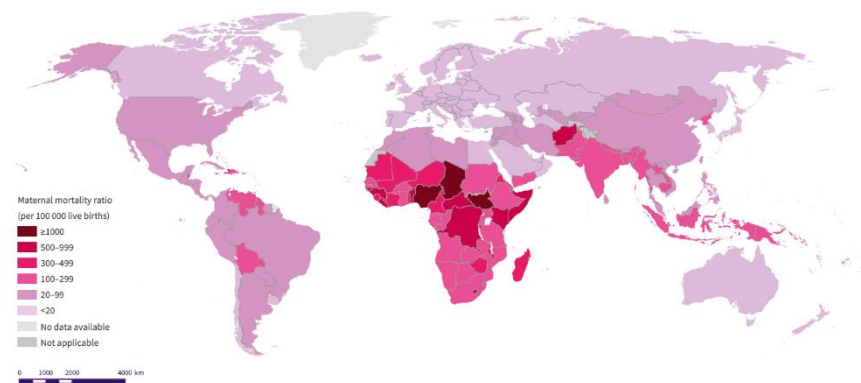 Maternal mortality ratio
(per 100 000 live births)
≥1000
500–999
300–499
100–299
20–99
<20
No data available
Not applicable
0 1000 2000 4000 km